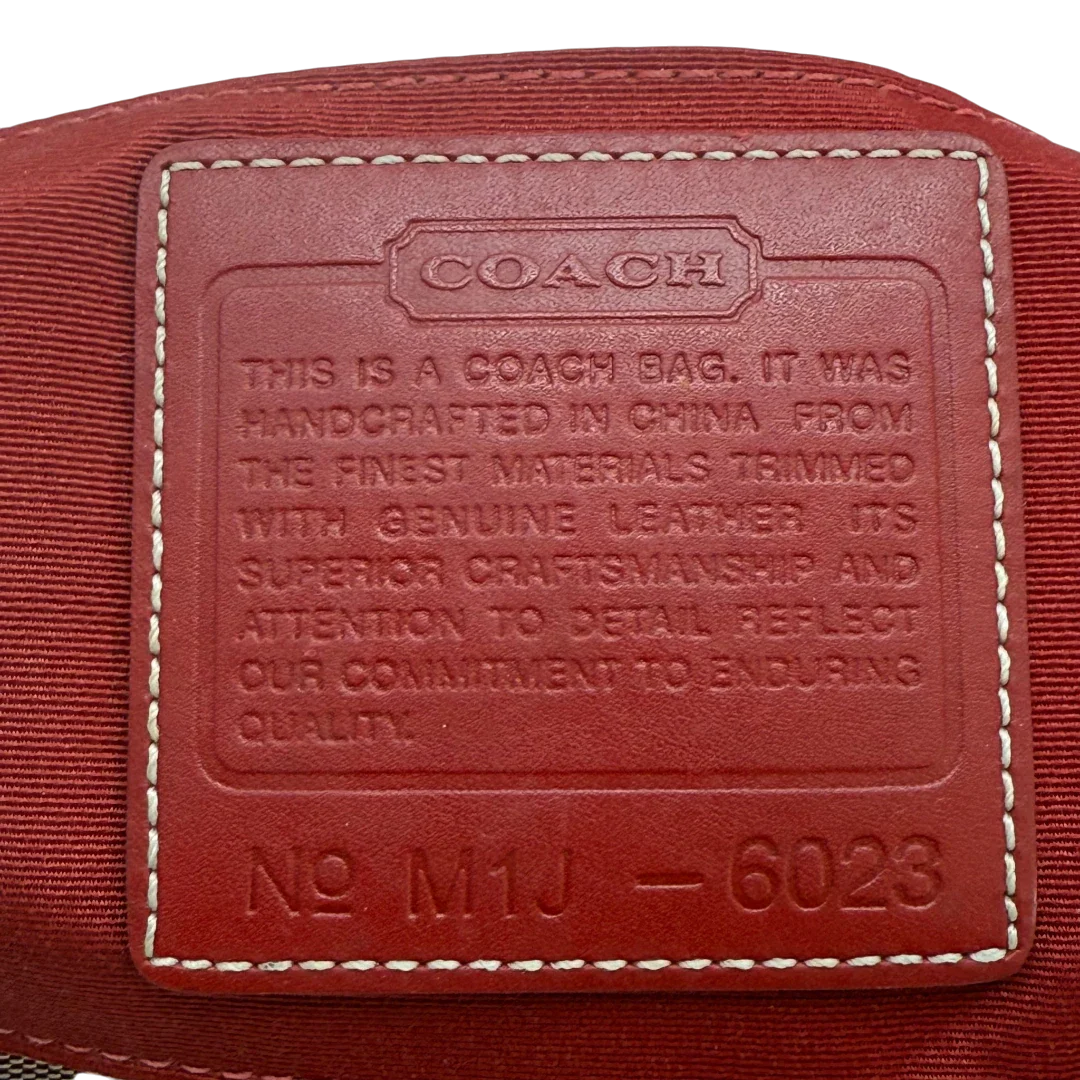 COACH
THIS IS A COACH BAG. IT WAS
HANDCRAFTED IN CHINA FROM
THE FINEST MATERIALS TRIMMED
WITH GENUINE LEATHER ITS
SUPERIOR CRAFTSMANSHIP AND
ATTENTION TO DETAIL REFLECT
OUR COMMITMENT TO ENDURING
QUALITY.
Nº M1J - 6023